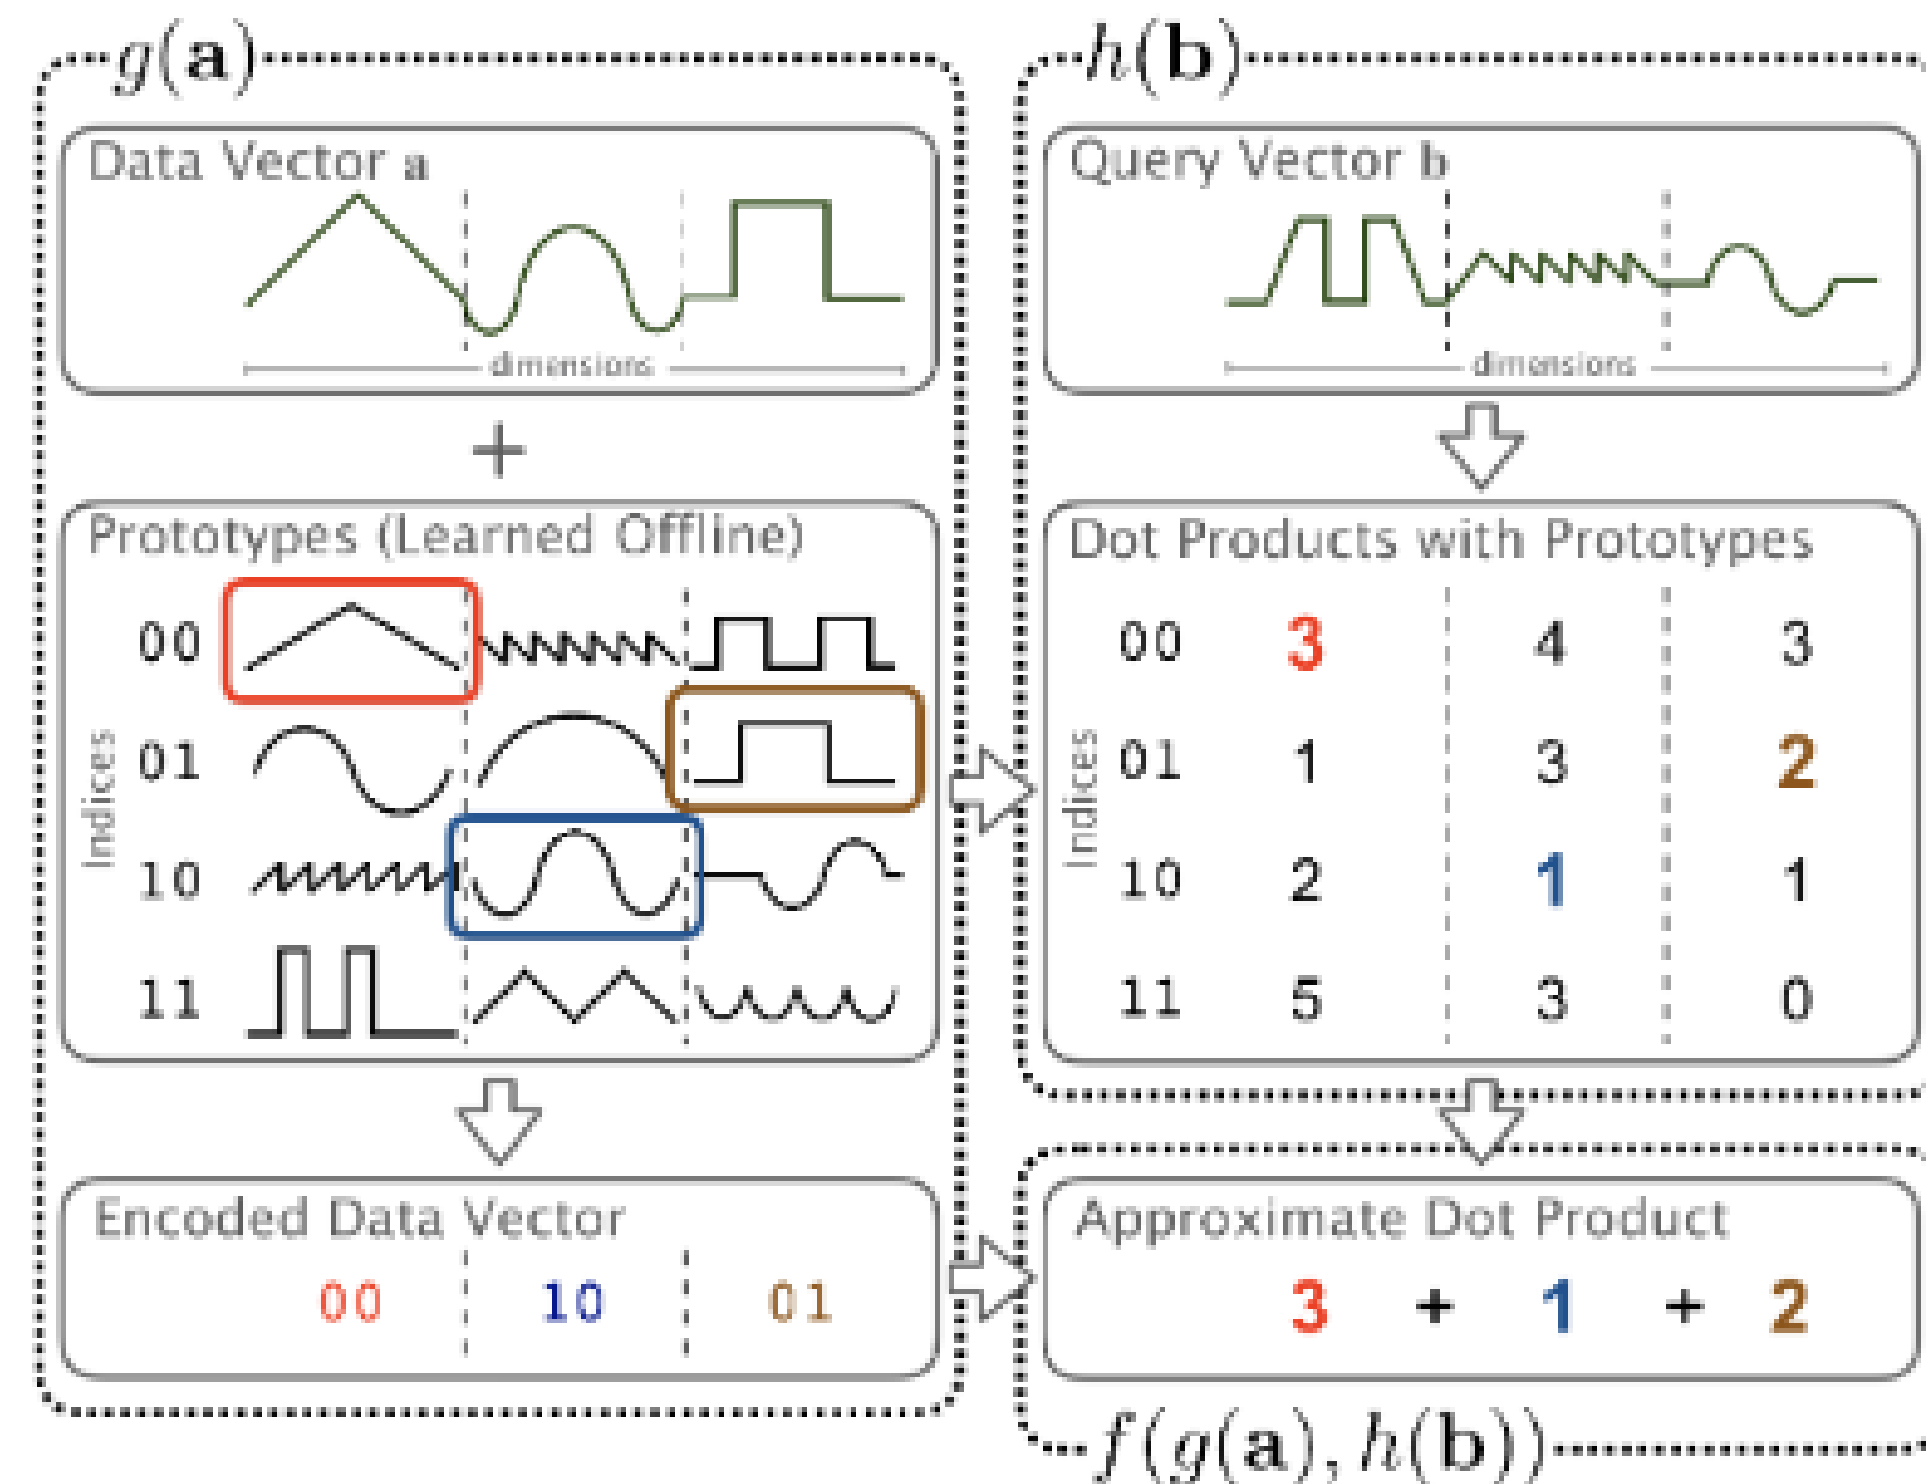 g(a)
Data Vector a
dimensions
+
Prototypes (Learned Offline)
Indices
00
01
10
11
Encoded Data Vector
00 10 01
h(b)
Query Vector b
dimensions
Dot Products with Prototypes
Indices
00 3 4 3
01 1 3 2
10 2 1 1
11 5 3 0
Approximate Dot Product
3 + 1 + 2
f(g(a), h(b))